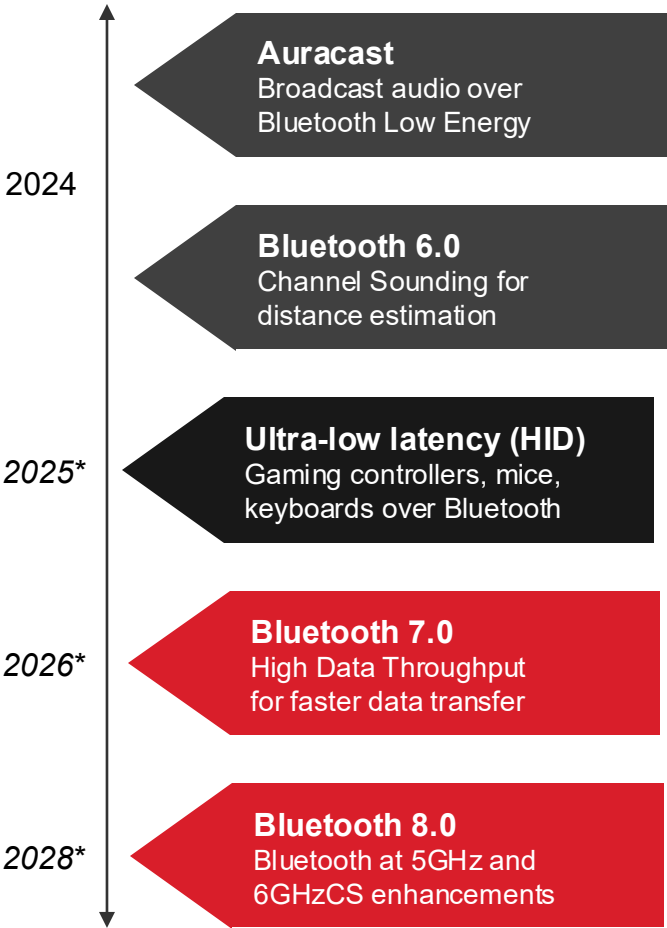 Auracast
Broadcast audio over
Bluetooth Low Energy
2024
Bluetooth 6.0
Channel Sounding for
distance estimation
2025*
Ultra-low latency (HID)
Gaming controllers, mice,
keyboards over Bluetooth
2026*
Bluetooth 7.0
High Data Throughput
for faster data transfer
2028*
Bluetooth 8.0
Bluetooth at 5GHz and
6GHzCS enhancements